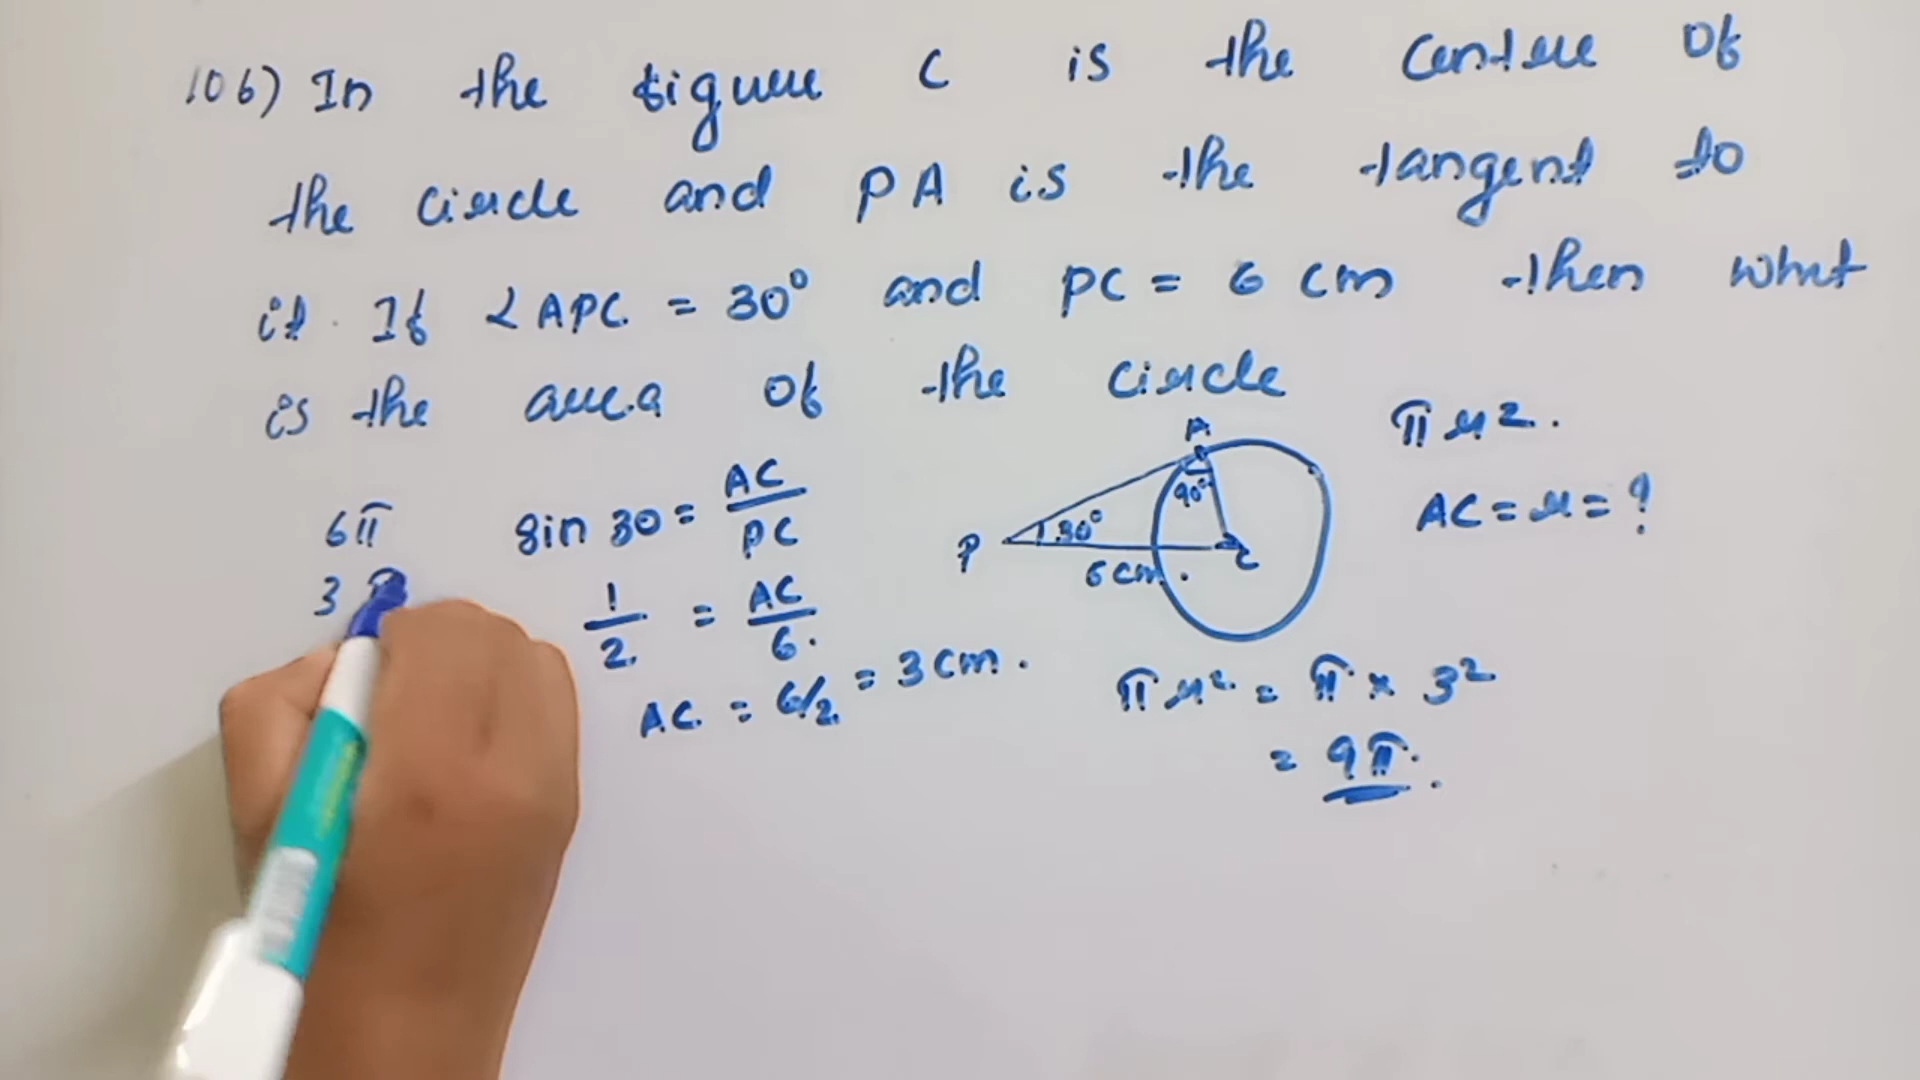 106) In the figure C is the centre of
the circle and PA is the tangent to
it. If ∠APC = 30° and PC = 6 cm then what
is the area of the circle
πr².
AC = r = ?
A
90°
P 30° C
6 cm.
6π
3
sin 30 = AC/PC
1/2 = AC/6.
AC = 6/2 = 3 cm.
πr² = π × 3²
= 9π.